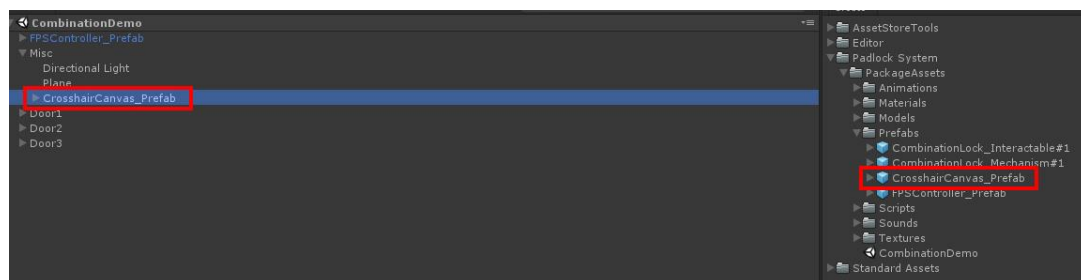 CombinationDemo
FPSController_Prefab
Misc
Directional Light
Plane
CrosshairCanvas_Prefab
Door1
Door2
Door3
AssetStoreTools
Editor
Padlock System
PackageAssets
Animations
Materials
Models
Prefabs
CombinationLock_Interactable#1
CombinationLock_Mechanism#1
CrosshairCanvas_Prefab
FPSController_Prefab
Scripts
Sounds
Textures
CombinationDemo
Standard Assets